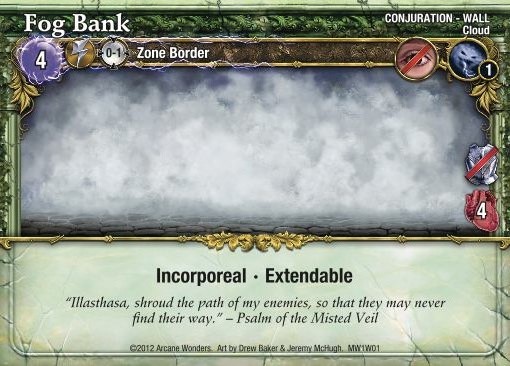 Fog Bank
CONJURATION - WALL
Cloud
4
0-1
Zone Border
1
4
Incorporeal · Extendable
“Illasthasa, shroud the path of my enemies, so that they may never
find their way.” – Psalm of the Misted Veil
©2012 Arcane Wonders. Art by Drew Baker & Jeremy McHugh. MW1W01